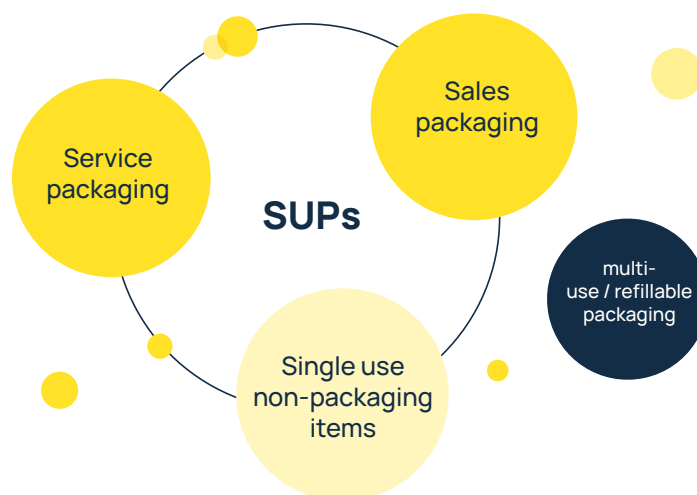 Sales
packaging
Service
packaging
SUPs
multi-
use / refillable
packaging
Single use
non-packaging
items